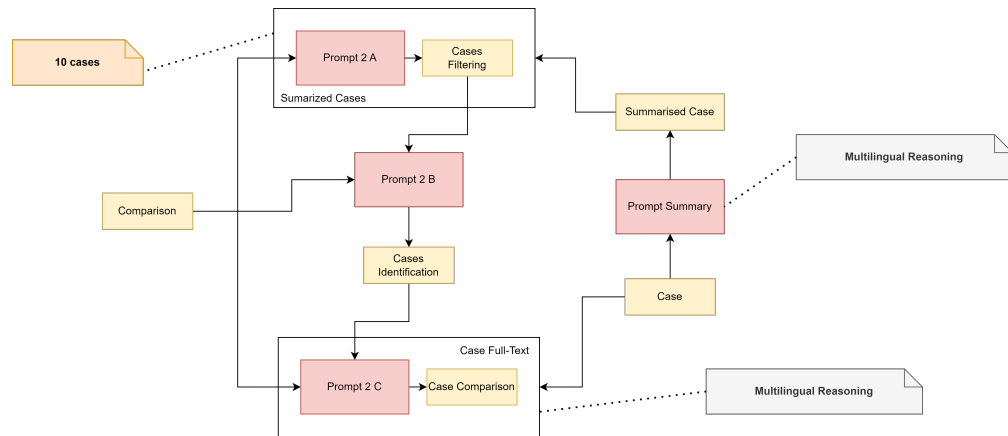 10 cases
Prompt 2 A
Cases
Filtering
Sumarized Cases
Summarised Case
Multilingual Reasoning
Prompt 2 B
Comparison
Prompt Summary
Cases
Identification
Case
Case Full-Text
Prompt 2 C
Case Comparison
Multilingual Reasoning